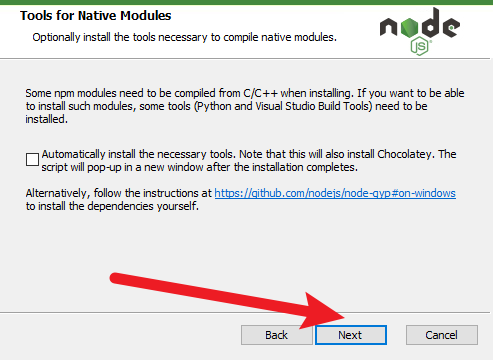 Tools for Native Modules
Optionally install the tools necessary to compile native modules.
node
JS
Some npm modules need to be compiled from C/C++ when installing. If you want to be able
to install such modules, some tools (Python and Visual Studio Build Tools) need to be
installed.
Automatically install the necessary tools. Note that this will also install Chocolatey. The
script will pop-up in a new window after the installation completes.
Alternatively, follow the instructions at https://github.com/nodejs/node-gyp#on-windows
to install the dependencies yourself.
Back
Next
Cancel